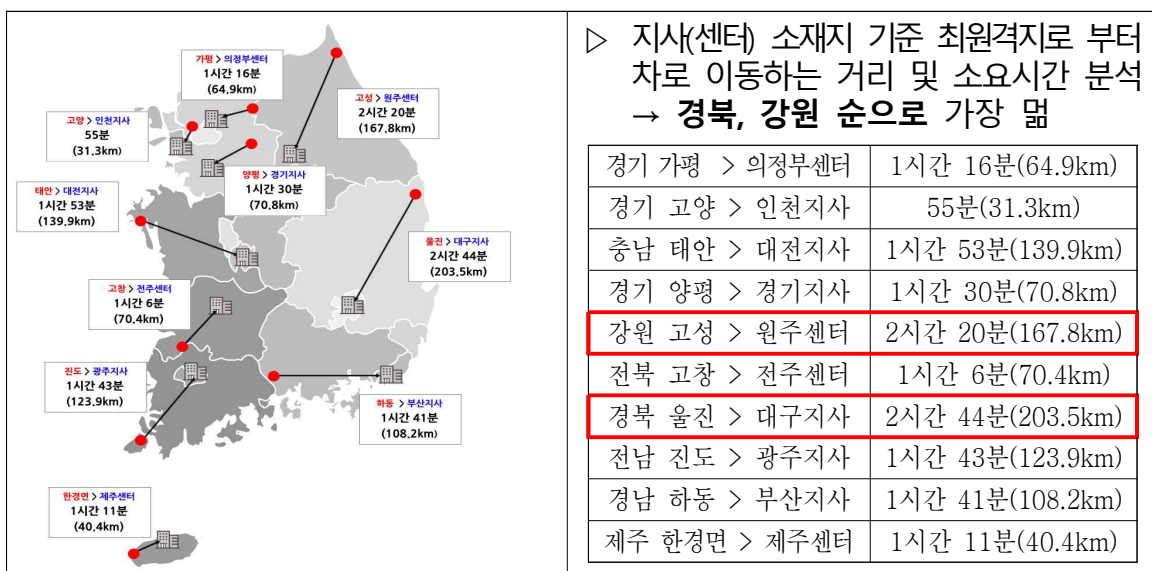 가평 > 의정부센터
1시간 16분
(64.9km)
고성 > 원주센터
2시간 20분
(167.8km)
고양 > 인천지사
55분
(31.3km)
양평 > 경기지사
1시간 30분
(70.8km)
태안 > 대전지사
1시간 53분
(139.9km)
울진 > 대구지사
2시간 44분
(203.5km)
고창 > 전주센터
1시간 6분
(70.4km)
진도 > 광주지사
1시간 43분
(123.9km)
하동 > 부산지사
1시간 41분
(108.2km)
한경면 > 제주센터
1시간 11분
(40.4km)
▷ 지사(센터) 소재지 기준 최원격지로 부터
차로 이동하는 거리 및 소요시간 분석
→ 경북, 강원 순으로 가장 멂
경기 가평 > 의정부센터 1시간 16분(64.9km)
경기 고양 > 인천지사 55분(31.3km)
충남 태안 > 대전지사 1시간 53분(139.9km)
경기 양평 > 경기지사 1시간 30분(70.8km)
강원 고성 > 원주센터 2시간 20분(167.8km)
전북 고창 > 전주센터 1시간 6분(70.4km)
경북 울진 > 대구지사 2시간 44분(203.5km)
전남 진도 > 광주지사 1시간 43분(123.9km)
경남 하동 > 부산지사 1시간 41분(108.2km)
제주 한경면 > 제주센터 1시간 11분(40.4km)